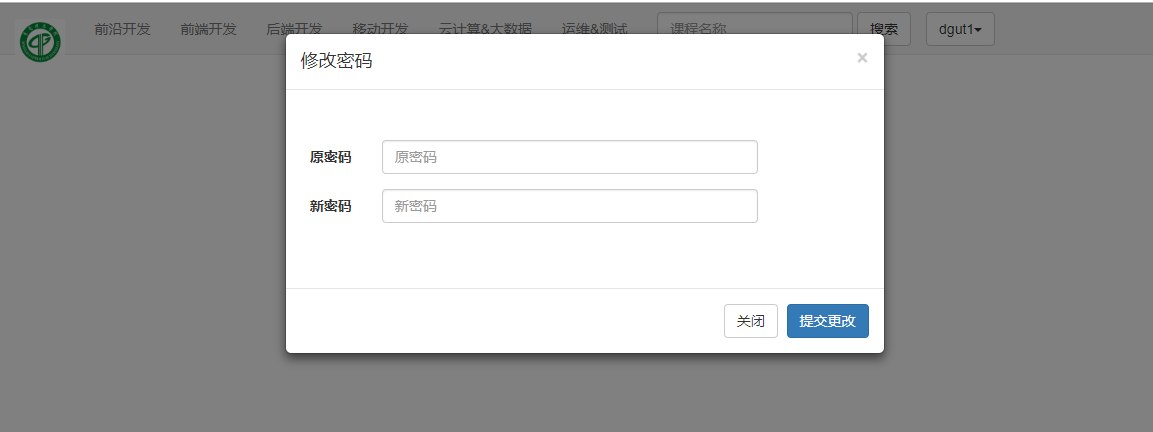 前沿开发 前端开发 后端开发 移动开发 云计算&大数据 运维&测试 课程名称 搜索 dgut1
修改密码 ×
原密码 原密码
新密码 新密码
关闭 提交更改